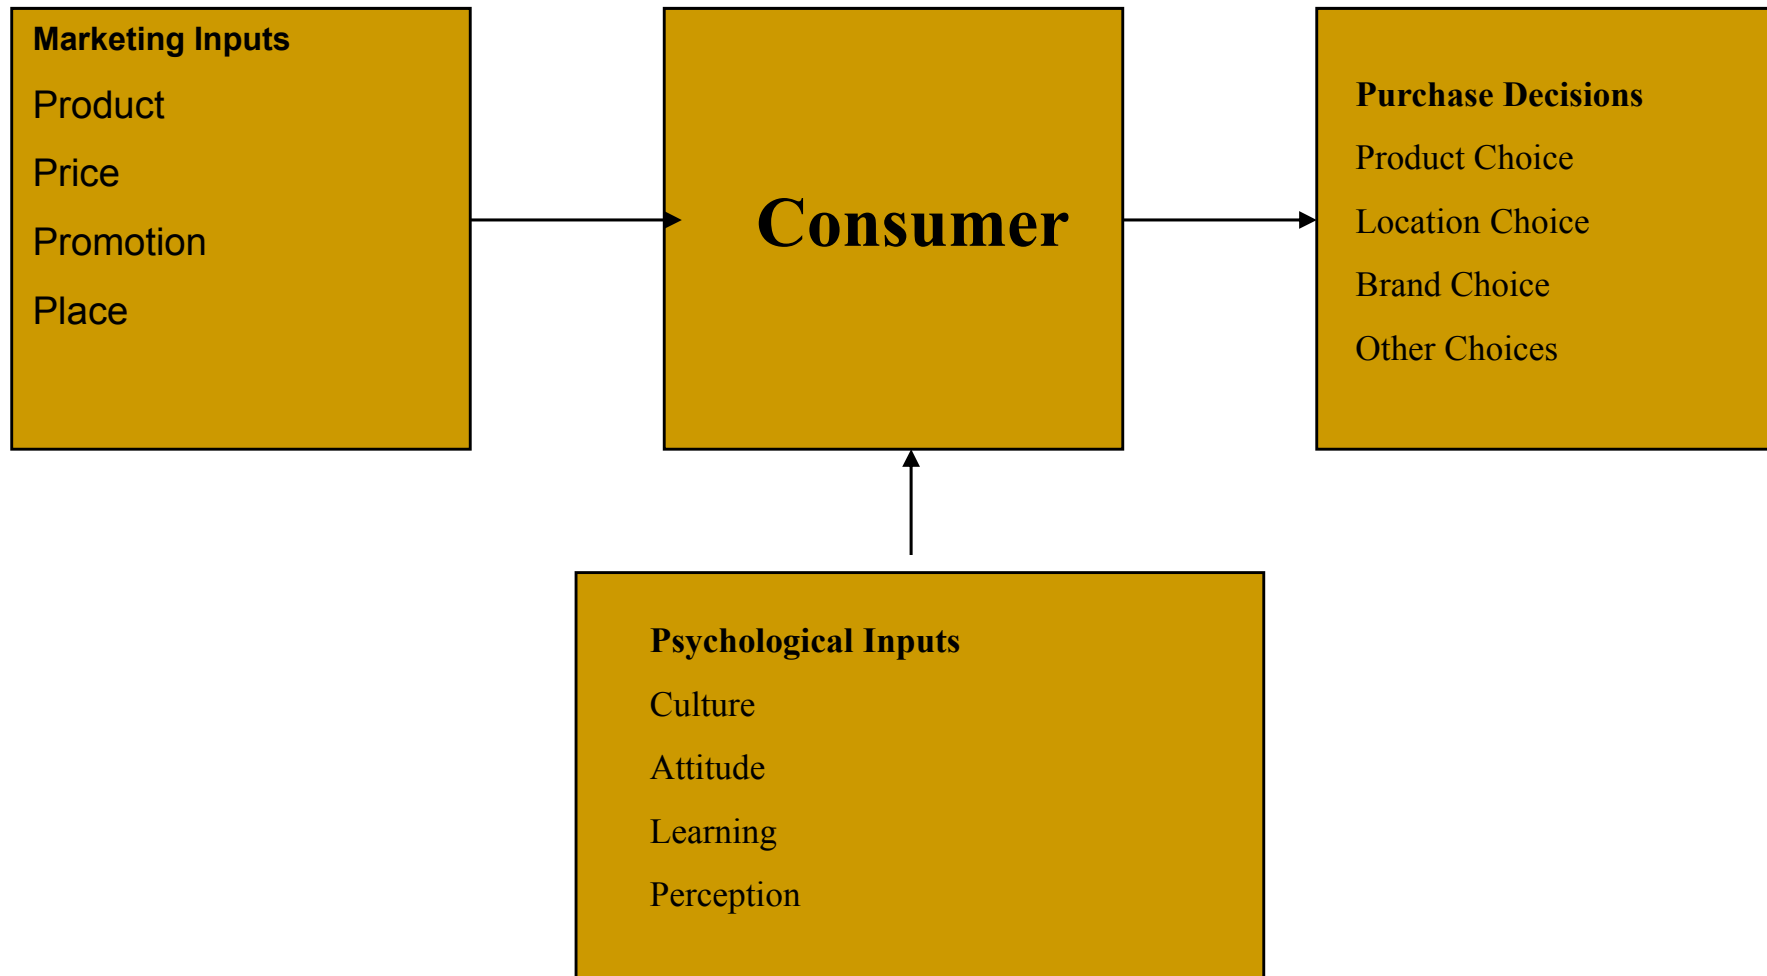 Marketing Inputs
Product
Price
Promotion
Place
Consumer
Purchase Decisions
Product Choice
Location Choice
Brand Choice
Other Choices
Psychological Inputs
Culture
Attitude
Learning
Perception